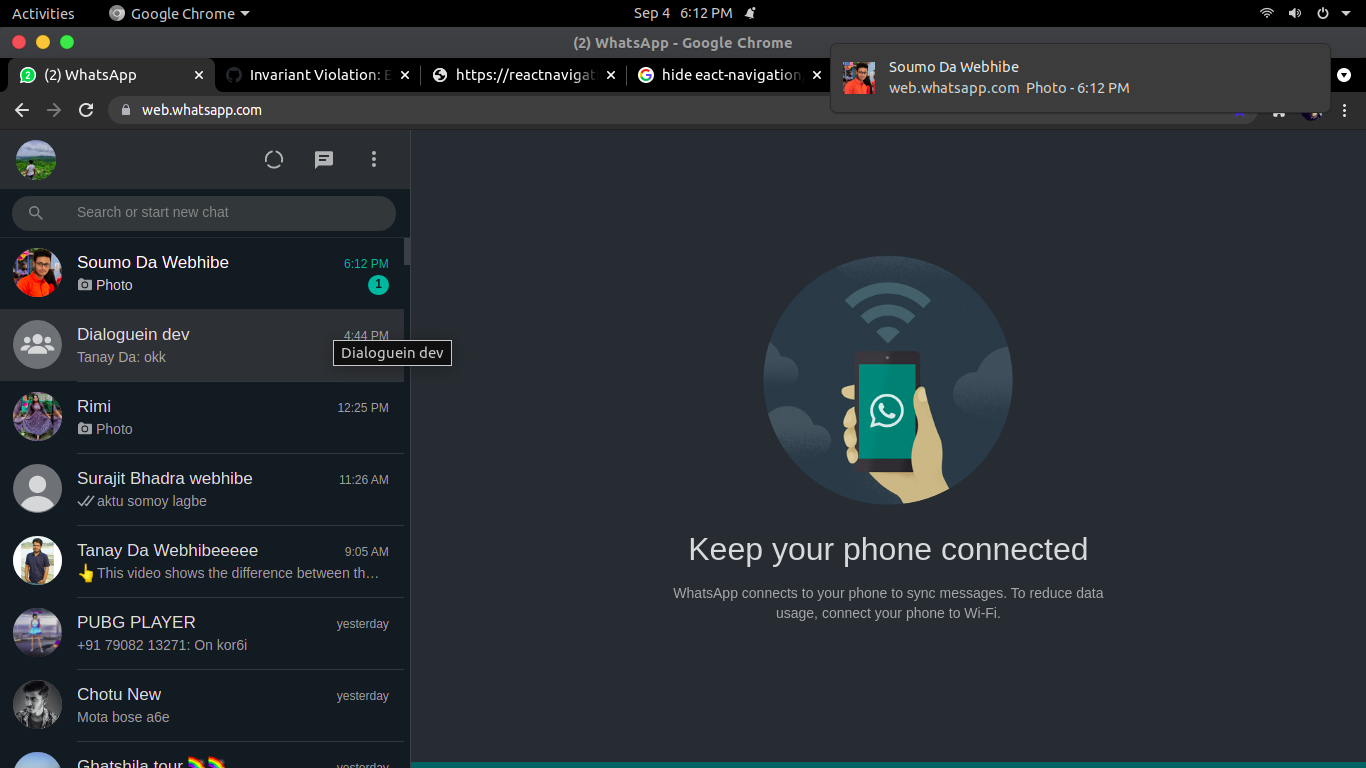 Activities
Google Chrome
Sep 4 6:12 PM
(2) WhatsApp - Google Chrome
2
(2) WhatsApp
Invariant Violation: E
https://reactnavigat
hide eact-navigation,
Soumo Da Webhibe
web.whatsapp.com Photo - 6:12 PM
web.whatsapp.com
Search or start new chat
Soumo Da Webhibe
6:12 PM
Photo
1
Dialoguein dev
4:44 PM
Tanay Da: okk
Dialoguein dev
Rimi
12:25 PM
Photo
Surajit Bhadra webhibe
11:26 AM
aktu somoy lagbe
Tanay Da Webhibeeeee
9:05 AM
👆This video shows the difference between th…
PUBG PLAYER
yesterday
+91 79082 13271: On kor6i
Chotu New
yesterday
Mota bose a6e
Ghatshila tour 🌈🌈
yesterday
Keep your phone connected
WhatsApp connects to your phone to sync messages. To reduce data
usage, connect your phone to Wi-Fi.